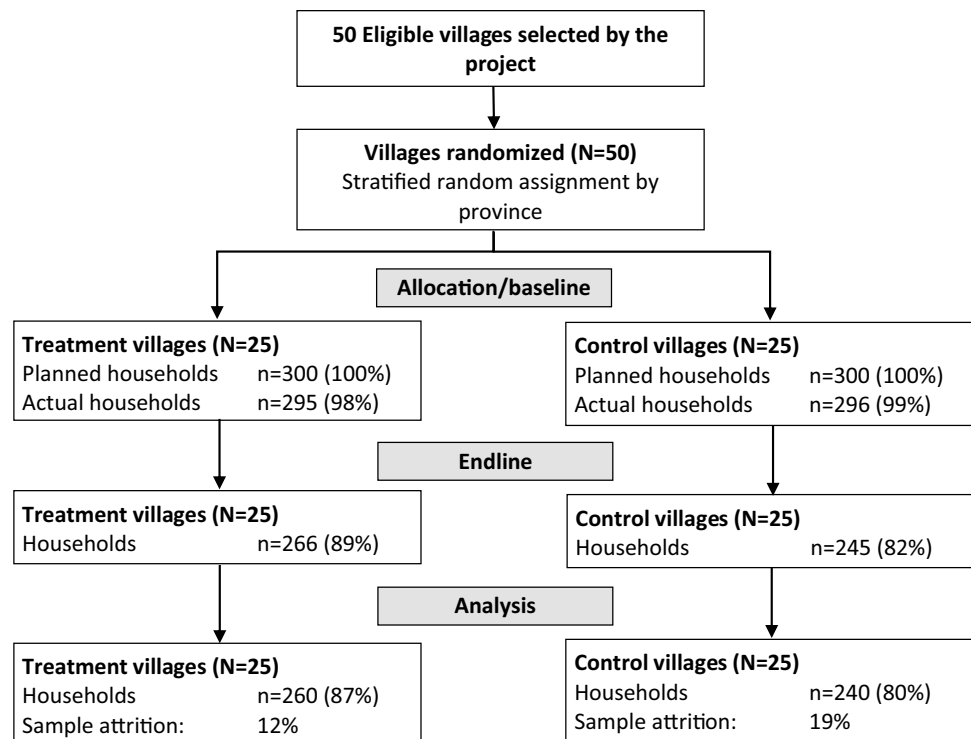 50 Eligible villages selected by the
project
Villages randomized (N=50)
Stratified random assignment by
province
Allocation/baseline
Treatment villages (N=25)
Planned households n=300 (100%)
Actual households n=295 (98%)
Control villages (N=25)
Planned households n=300 (100%)
Actual households n=296 (99%)
Endline
Treatment villages (N=25)
Households n=266 (89%)
Control villages (N=25)
Households n=245 (82%)
Analysis
Treatment villages (N=25)
Households n=260 (87%)
Sample attrition: 12%
Control villages (N=25)
Households n=240 (80%)
Sample attrition: 19%